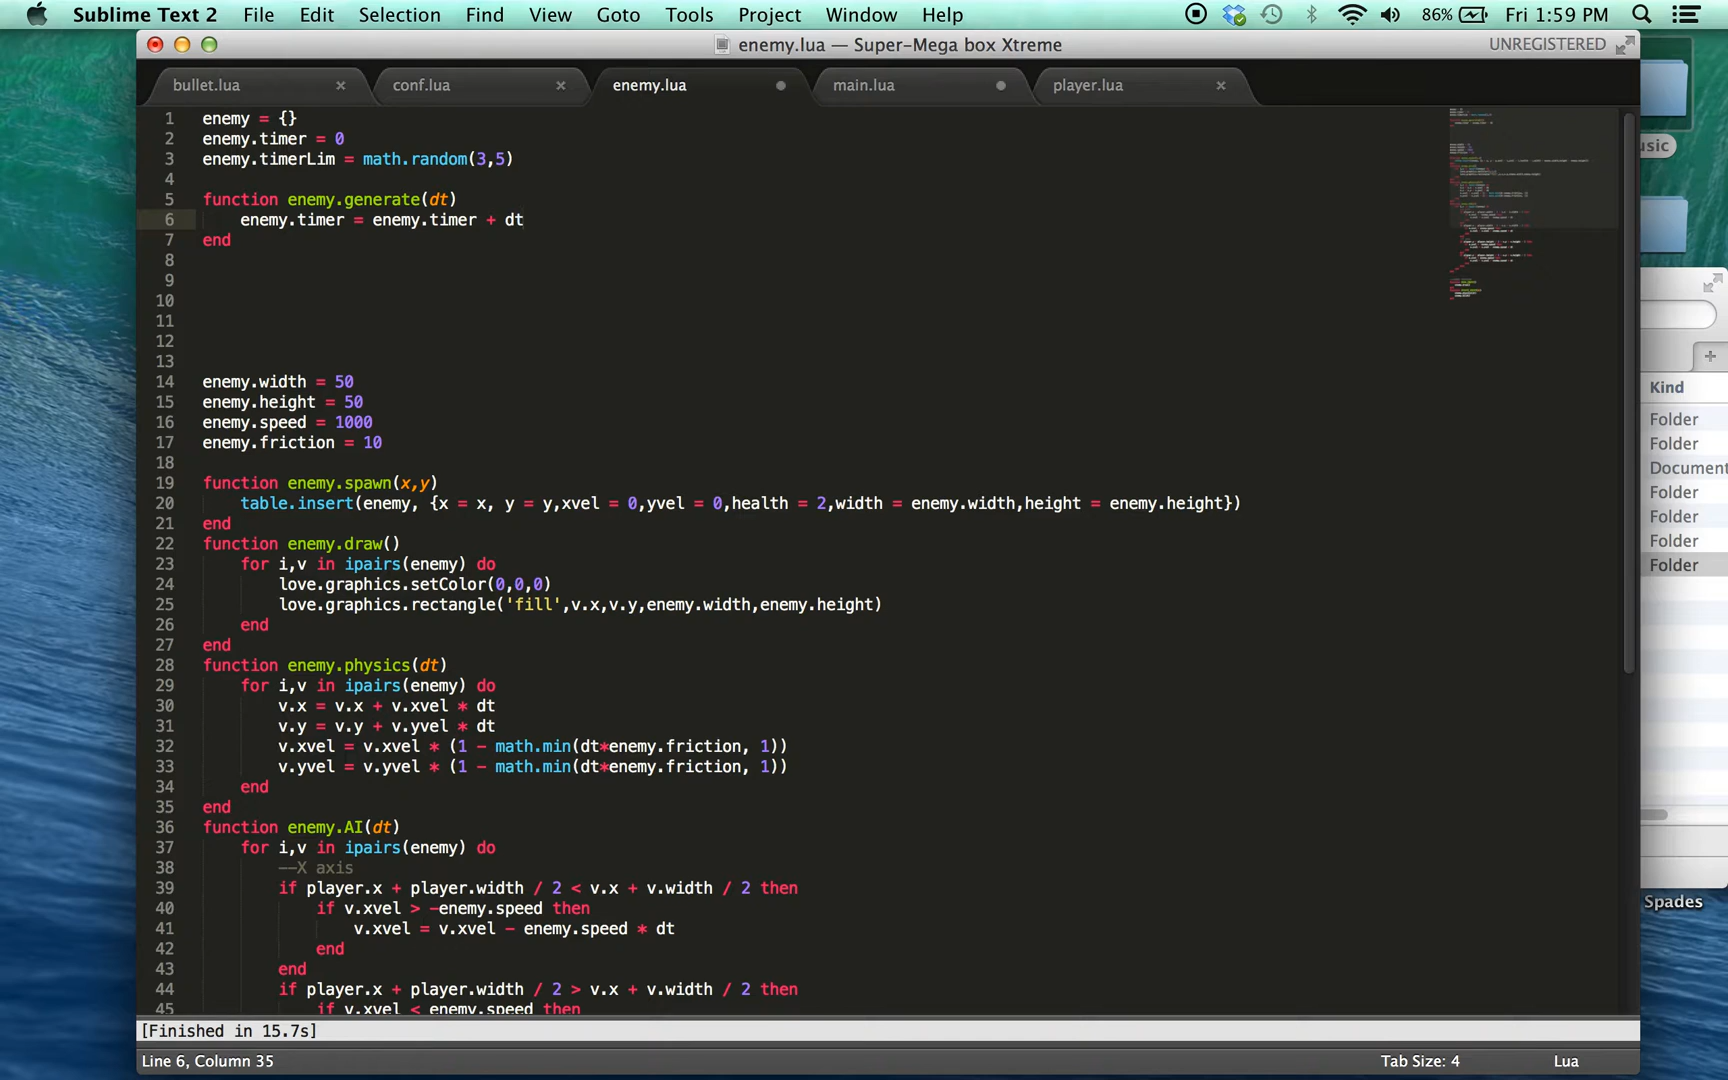 Sublime Text 2 File Edit Selection Find View Goto Tools Project Window Help 86% Fri 1:59 PM
enemy.lua — Super-Mega box Xtreme UNREGISTERED
bullet.lua conf.lua enemy.lua main.lua player.lua
1 enemy = {}
2 enemy.timer = 0
3 enemy.timerLim = math.random(3,5)
4
5 function enemy.generate(dt)
6 enemy.timer = enemy.timer + dt
7 end
8
9
10
11
12
13
14 enemy.width = 50
15 enemy.height = 50
16 enemy.speed = 1000
17 enemy.friction = 10
18
19 function enemy.spawn(x,y)
20 table.insert(enemy, {x = x, y = y,xvel = 0,yvel = 0,health = 2,width = enemy.width,height = enemy.height})
21 end
22 function enemy.draw()
23 for i,v in ipairs(enemy) do
24 love.graphics.setColor(0,0,0)
25 love.graphics.rectangle('fill',v.x,v.y,enemy.width,enemy.height)
26 end
27 end
28 function enemy.physics(dt)
29 for i,v in ipairs(enemy) do
30 v.x = v.x + v.xvel * dt
31 v.y = v.y + v.yvel * dt
32 v.xvel = v.xvel * (1 - math.min(dt*enemy.friction, 1))
33 v.yvel = v.yvel * (1 - math.min(dt*enemy.friction, 1))
34 end
35 end
36 function enemy.AI(dt)
37 for i,v in ipairs(enemy) do
38 --X axis
39 if player.x + player.width / 2 < v.x + v.width / 2 then
40 if v.xvel > -enemy.speed then
41 v.xvel = v.xvel - enemy.speed * dt
42 end
43 end
44 if player.x + player.width / 2 > v.x + v.width / 2 then
45 if v.xvel < enemy.speed then
[Finished in 15.7s]
Line 6, Column 35 Tab Size: 4 Lua
usic
Kind
Folder
Folder
Document
Folder
Folder
Folder
Folder
Spades